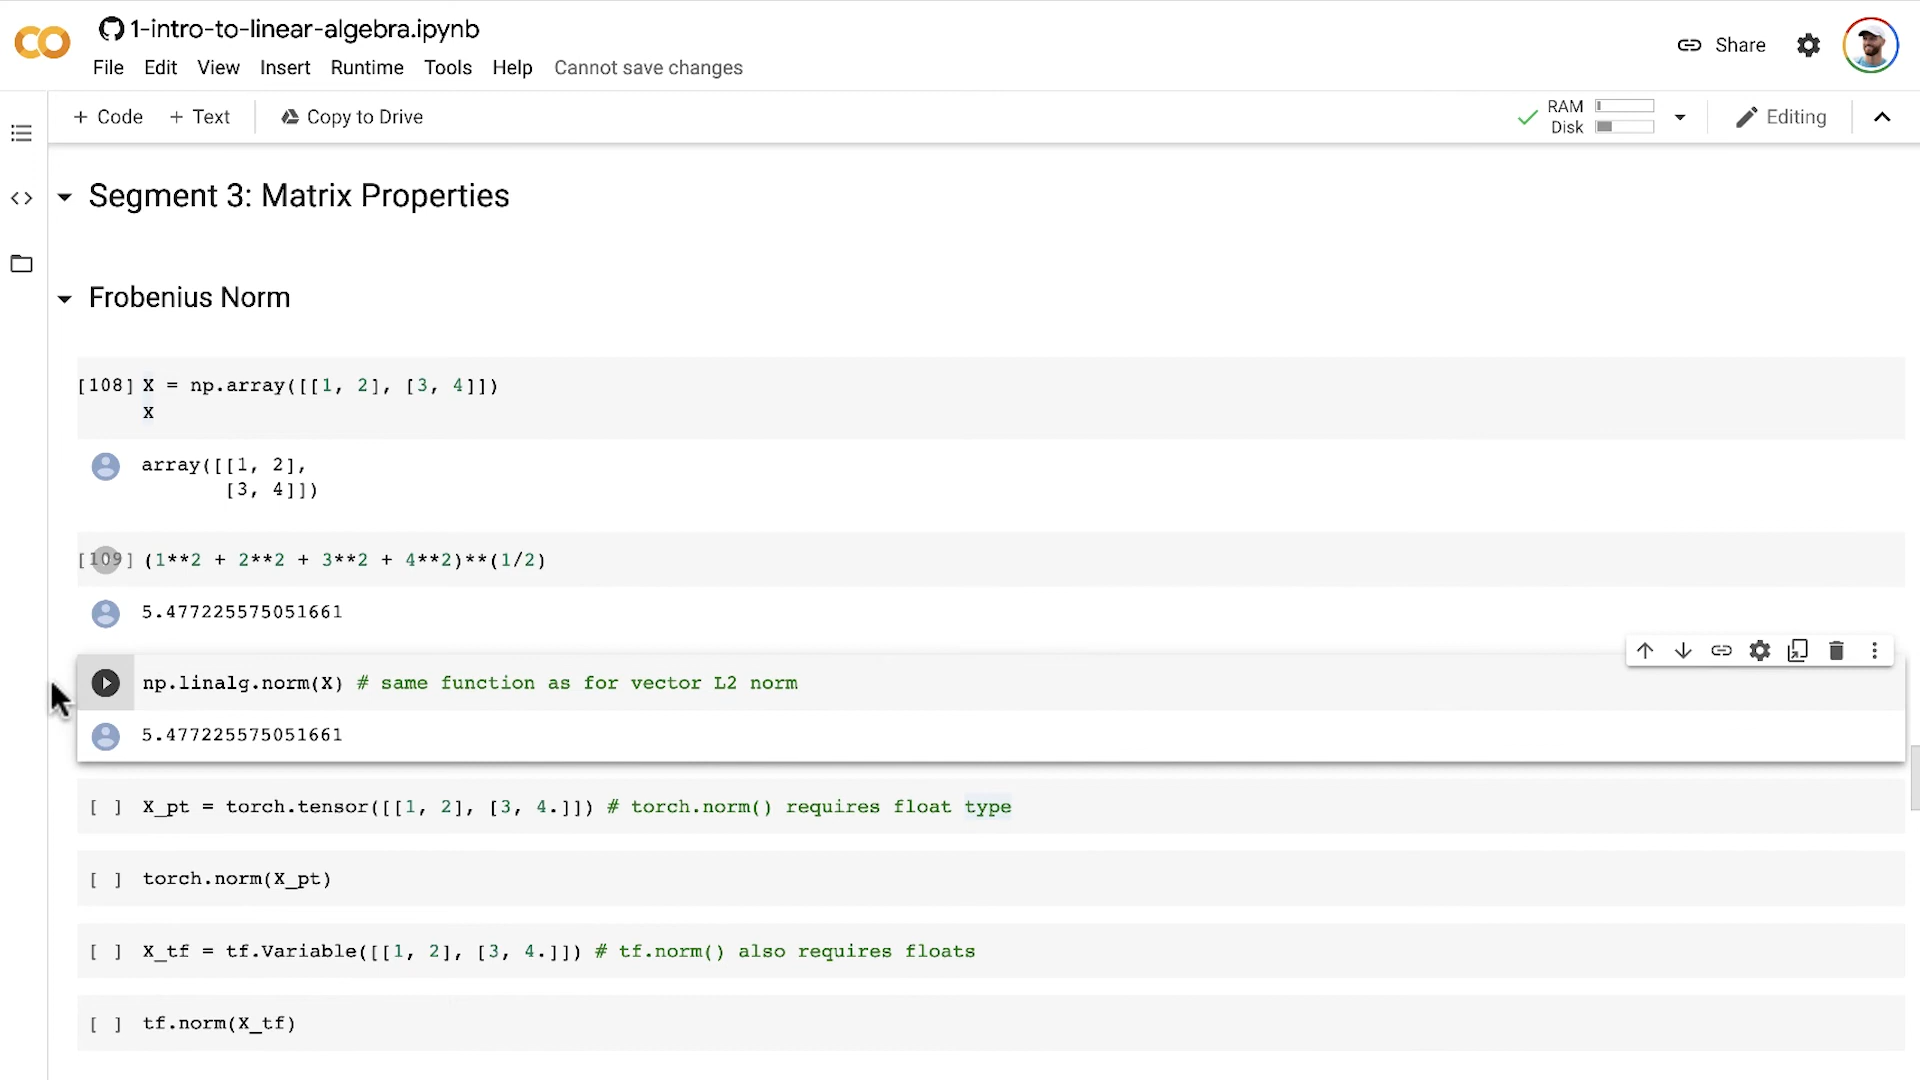 1-intro-to-linear-algebra.ipynb
File Edit View Insert Runtime Tools Help Cannot save changes
Share
+ Code + Text Copy to Drive
RAM
Disk
Editing
Segment 3: Matrix Properties
Frobenius Norm
[108] X = np.array([[1, 2], [3, 4]])
X
array([[1, 2],
[3, 4]])
[109] (1**2 + 2**2 + 3**2 + 4**2)**(1/2)
5.477225575051661
np.linalg.norm(X) # same function as for vector L2 norm
5.477225575051661
[ ] X_pt = torch.tensor([[1, 2], [3, 4.]]) # torch.norm() requires float type
[ ] torch.norm(X_pt)
[ ] X_tf = tf.Variable([[1, 2], [3, 4.]]) # tf.norm() also requires floats
[ ] tf.norm(X_tf)